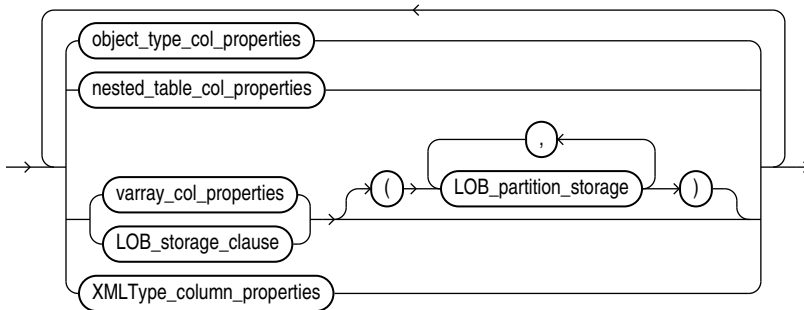 object_type_col_properties
nested_table_col_properties
,
varray_col_properties ( LOB_partition_storage )
LOB_storage_clause
XMLType_column_properties